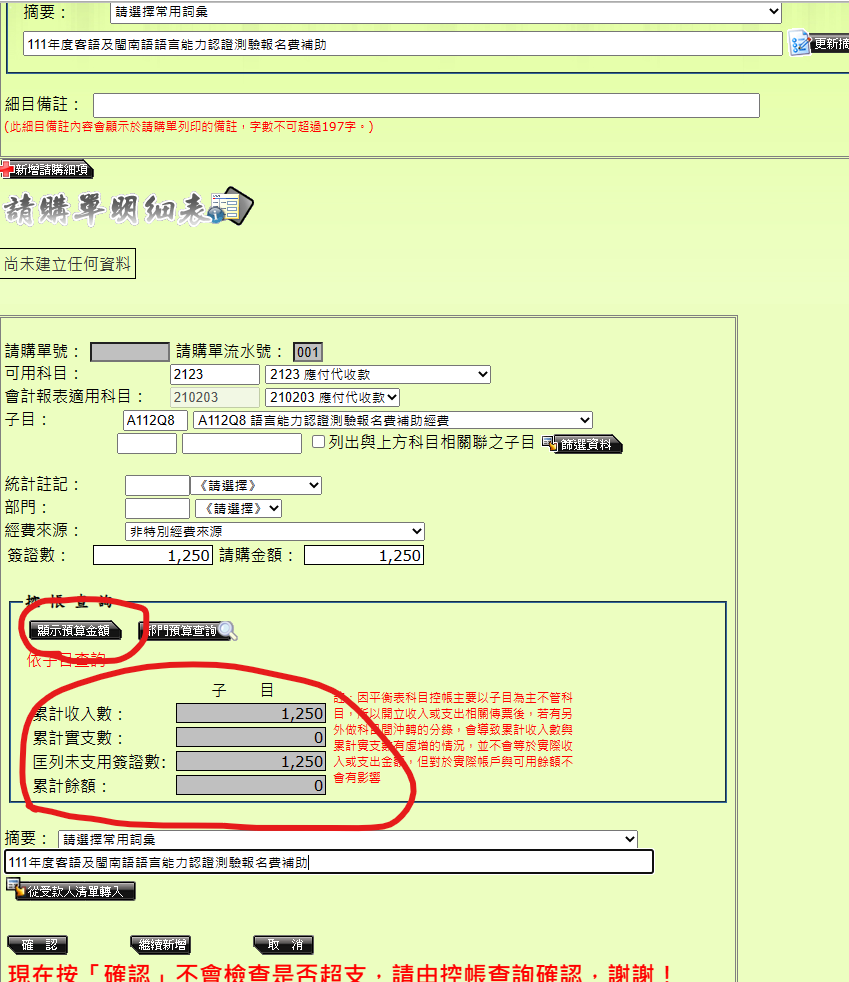 摘要： 請選擇常用詞彙
111年度客語及閩南語語言能力認證測驗報名費補助 更新摘
細目備註：
(此細目備註內容會顯示於請購單列印的備註，字數不可超過197字。)
新增請購細項
請購單明細表
尚未建立任何資料
請購單號： 請購單流水號： 001
可用科目： 2123 2123 應付代收款
會計報表適用科目： 210203 210203 應付代收款
子目： A112Q8 A112Q8 語言能力認證測驗報名費補助經費
列出與上方科目相關聯之子目 篩選資料
統計註記： 《請選擇》
部門： 《請選擇》
經費來源： 非特別經費來源
簽證數： 1,250 請購金額： 1,250
控帳查詢
顯示預算金額 部門預算查詢
依子目查詢
子 目
累計收入數： 1,250
累計實支數： 0
匡列未支用簽證數： 1,250
累計餘額： 0
註：因平衡表科目控帳主要以子目為主不管科
目，所以開立收入或支出相關傳票後，若有另
外做科目間沖轉的分錄，會導致累計收入數與
累計實支數有虛增的情況，並不會等於實際收
入或支出金額，但對於實際帳戶與可用餘額不
會有影響
摘要： 請選擇常用詞彙
111年度客語及閩南語語言能力認證測驗報名費補助
從受款人清單轉入
確 認 繼續新增 取 消
現在按「確認」不會檢查是否超支，請由控帳查詢確認，謝謝！